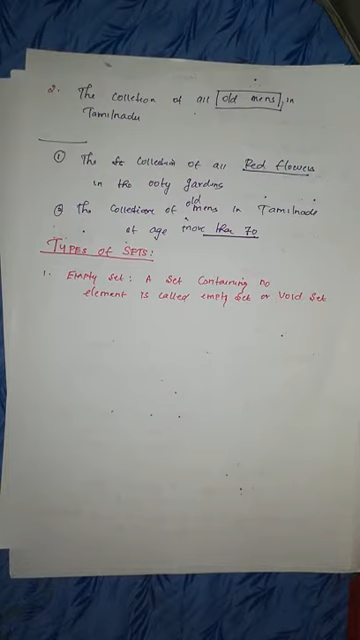 2. The Colletion of all old mens, in
Tamilnadu
① The Collection of all Red flowers
in the ooty gardens
② The Collections of old mens in Tamilnadu
of age more than 70
TYPES OF SETS:
1. Empty Set: A Set Containing no
element is called empty set or Void Set